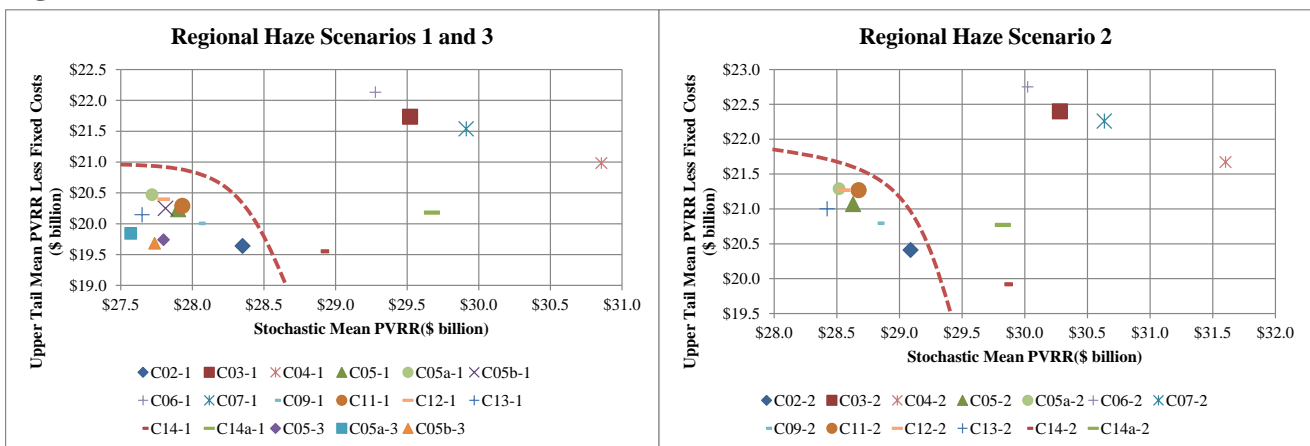 Regional Haze Scenarios 1 and 3
Upper Tail Mean PVRR Less Fixed Costs
($ billion)
$22.5
$22.0
$21.5
$21.0
$20.5
$20.0
$19.5
$19.0
$27.5 $28.0 $28.5 $29.0 $29.5 $30.0 $30.5 $31.0
Stochastic Mean PVRR($ billion)
C02-1 C03-1 C04-1 C05-1 C05a-1 C05b-1
C06-1 C07-1 C09-1 C11-1 C12-1 C13-1
C14-1 C14a-1 C05-3 C05a-3 C05b-3
Regional Haze Scenario 2
Upper Tail Mean PVRR Less Fixed Costs
($ billion)
$23.0
$22.5
$22.0
$21.5
$21.0
$20.5
$20.0
$19.5
$28.0 $28.5 $29.0 $29.5 $30.0 $30.5 $31.0 $31.5 $32.0
Stochastic Mean PVRR($ billion)
C02-2 C03-2 C04-2 C05-2 C05a-2 C06-2 C07-2
C09-2 C11-2 C12-2 C13-2 C14-2 C14a-2